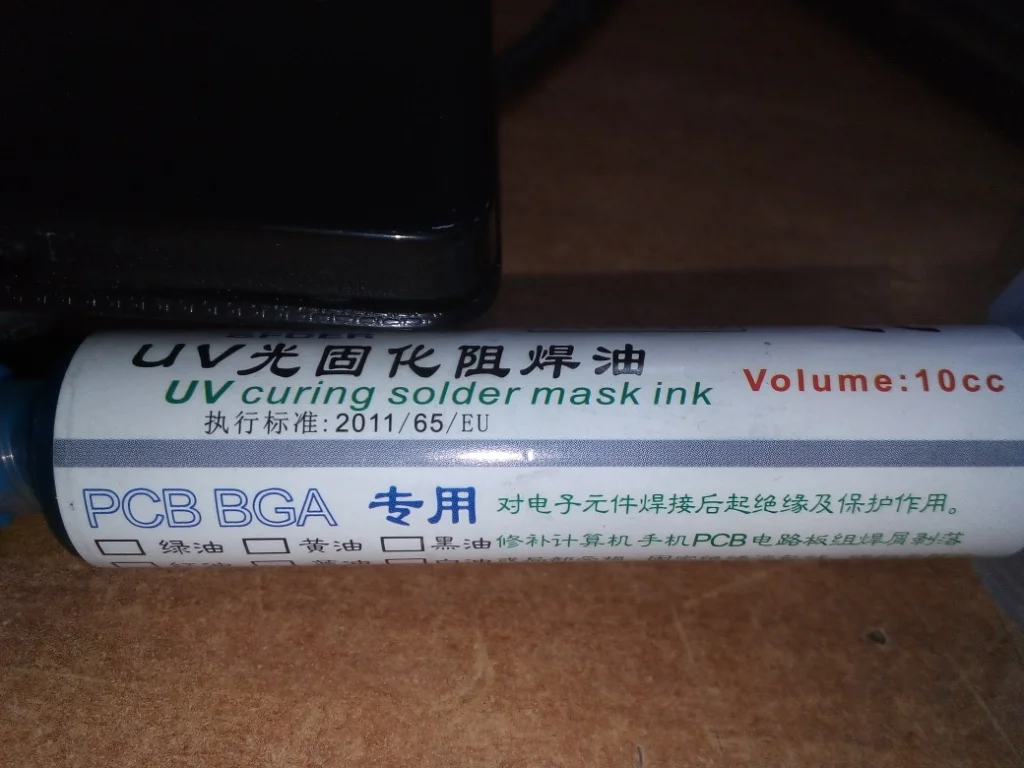 UV光固化阻焊油
UV curing solder mask ink
Volume:10cc
执行标准:2011/65/EU
PCB BGA 专用
对电子元件焊接后起绝缘及保护作用。
绿油 黄油 黑油
修补计算机手机PCB电路板组焊层剥落